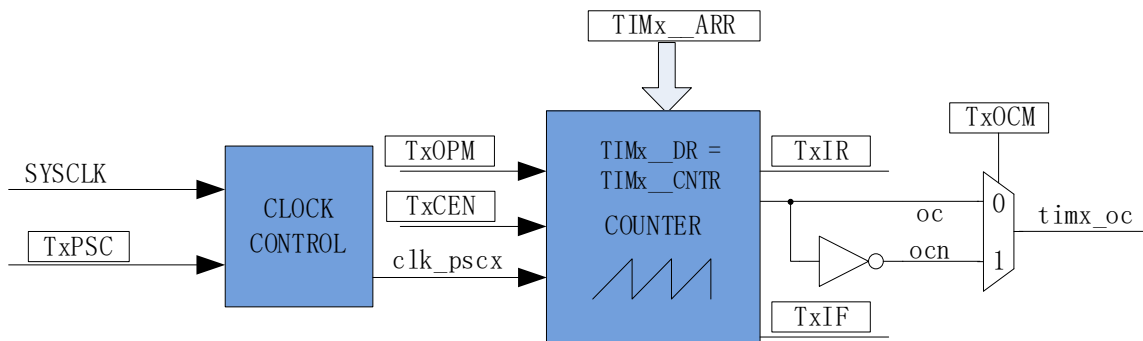 TIMx__ARR
TxOCM
TxOPM
TIMx__DR =
TIMx__CNTR
TxIR
SYSCLK
CLOCK
CONTROL
TxCEN
COUNTER
0
oc
timx_oc
TxPSC
clk_pscx
ocn
1
TxIF